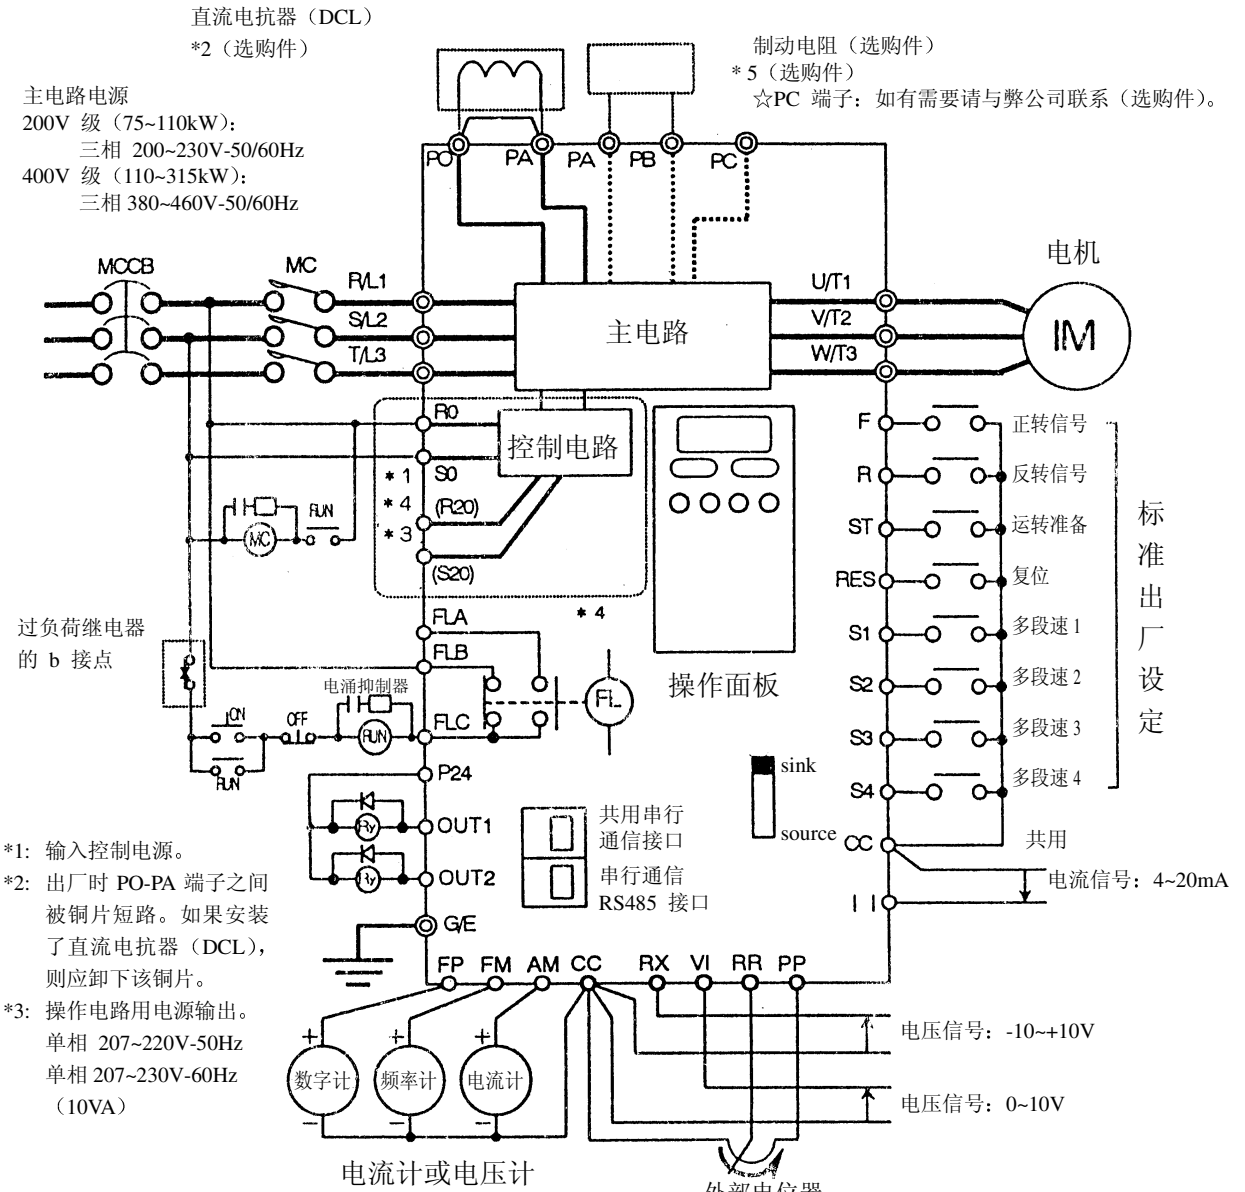 直流电抗器（DCL）
*2（选购件）
制动电阻（选购件）
* 5（选购件）
☆PC 端子：如有需要请与弊公司联系（选购件）。
主电路电源
200V 级（75~110kW）：
三相 200~230V-50/60Hz
400V 级（110~315kW）：
三相 380~460V-50/60Hz
PO PA PA PB PC
电机
MCCB
MC
R/L1
S/L2
T/L3
主电路
U/T1
V/T2
W/T3
IM
R0
S0
* 1
* 4
(R20)
* 3
(S20)
控制电路
* 4
MC
RUN
F 正转信号
R 反转信号
ST 运转准备
RES 复位
S1 多段速 1
S2 多段速 2
S3 多段速 3
S4 多段速 4
CC 共用
标准出厂设定
操作面板
过负荷继电器
的 b 接点
FLA
FLB
FLC
FL
电涌抑制器
ON
OFF
RUN
RUN
P24
OUT1
Ry
OUT2
Ry
G/E
sink
source
共用串行
通信接口
串行通信
RS485 接口
电流信号：4~20mA
I I
*1: 输入控制电源。
*2: 出厂时 PO-PA 端子之间
被铜片短路。如果安装
了直流电抗器（DCL），
则应卸下该铜片。
*3: 操作电路用电源输出。
单相 207~220V-50Hz
单相 207~230V-60Hz
（10VA）
FP FM AM CC RX VI RR PP
+ + +
数字计 频率计 电流计
− − −
电压信号：-10~+10V
电压信号：0~10V
电流计或电压计
外部电位器